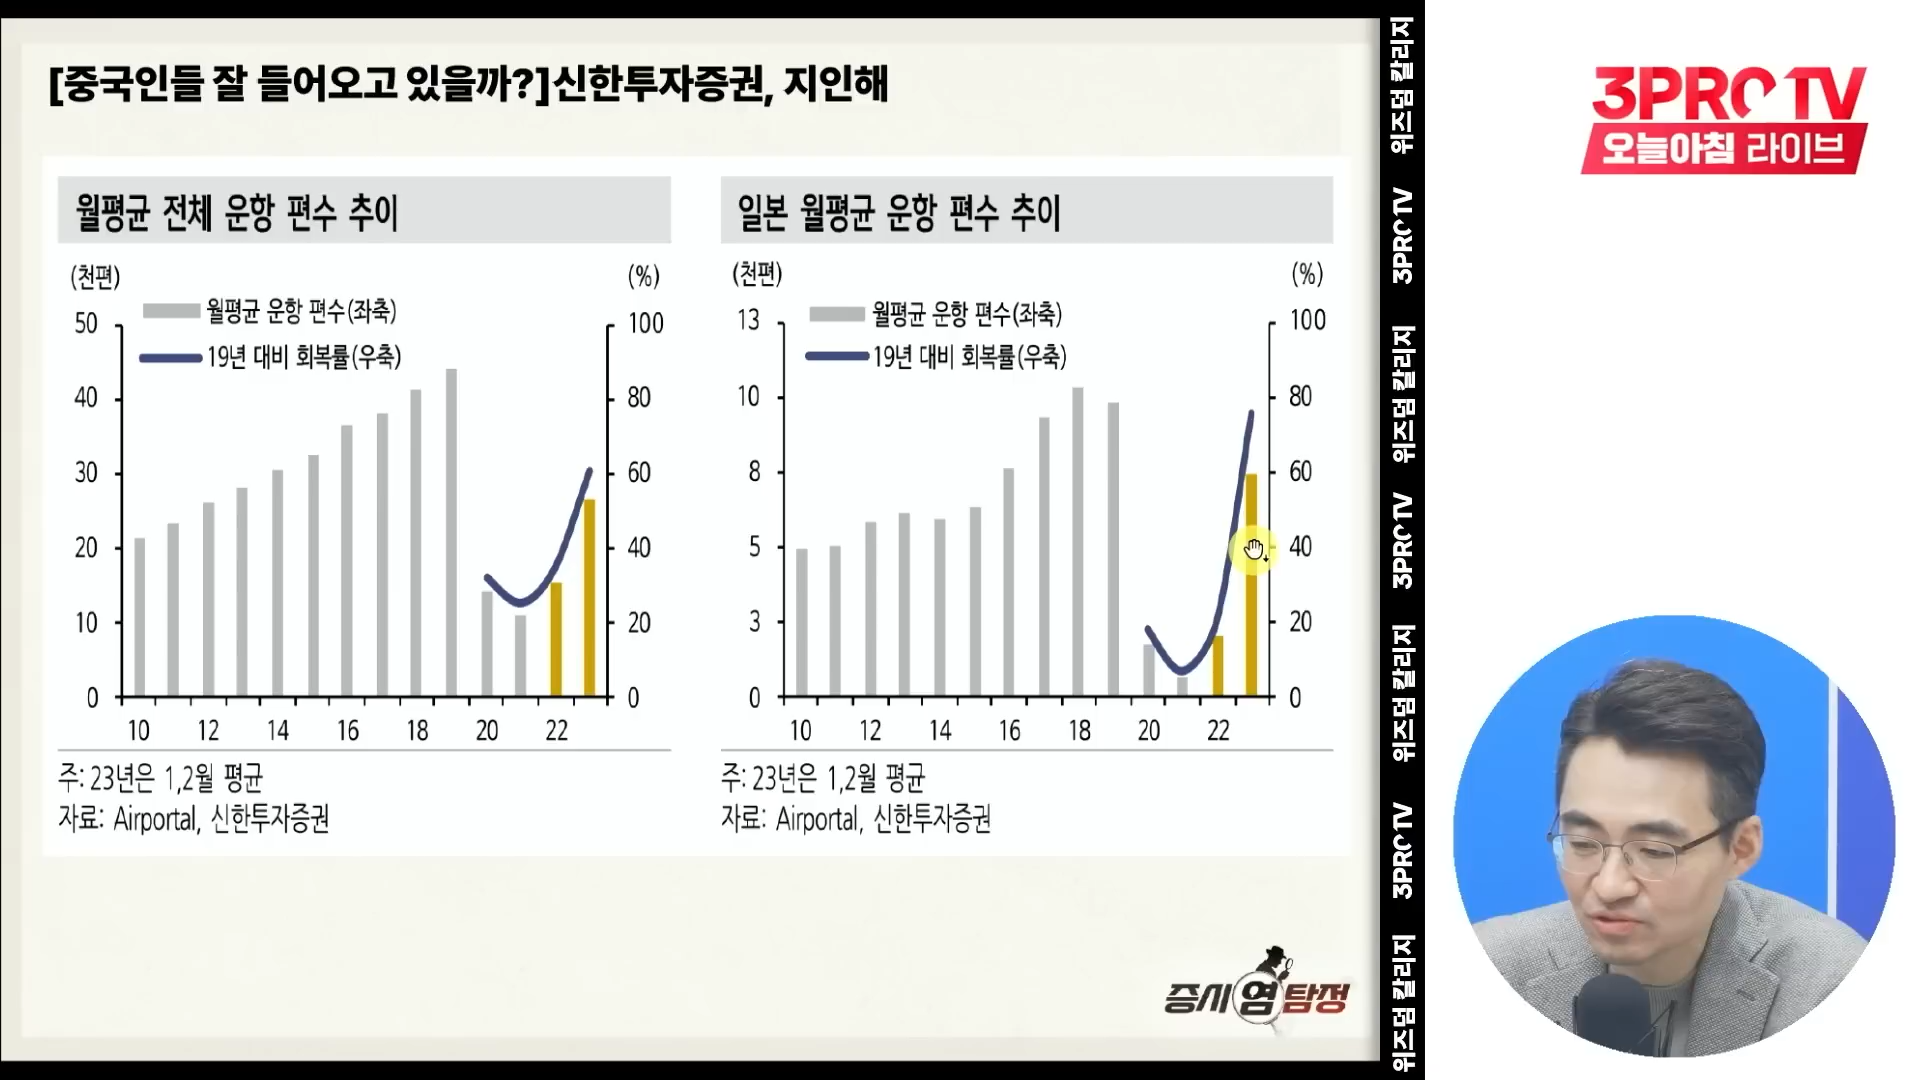 [중국인들 잘 들어오고 있을까?]신한투자증권, 지인해
월평균 전체 운항 편수 추이
(천편)
(%)
월평균 운항 편수(좌축)
19년 대비 회복률(우축)
50
40
30
20
10
0
100
80
60
40
20
0
10 12 14 16 18 20 22
주: 23년은 1,2월 평균
자료: Airportal, 신한투자증권
일본 월평균 운항 편수 추이
(천편)
(%)
월평균 운항 편수(좌축)
19년 대비 회복률(우축)
13
10
8
5
3
0
100
80
60
40
20
0
10 12 14 16 18 20 22
주: 23년은 1,2월 평균
자료: Airportal, 신한투자증권
증시 염 탐정
위즈덤 칼리지
3PROTV
위즈덤 칼리지
3PROTV
위즈덤 칼리지
3PROTV
위즈덤 칼리지
3PROTV
오늘아침 라이브